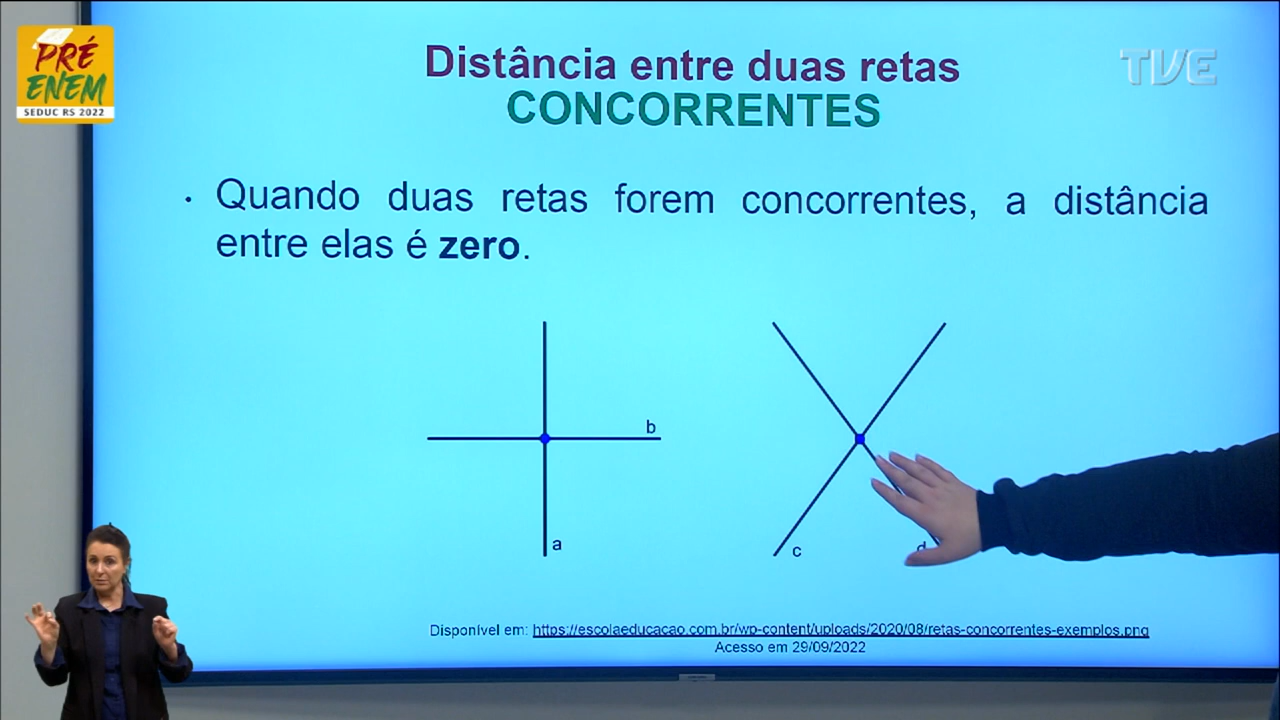 PRÉ
ENEM
SEDUC RS 2022
TVE
Distância entre duas retas
CONCORRENTES
• Quando duas retas forem concorrentes, a distância
entre elas é zero.
b
a
c
d
Disponível em: https://escolaeducacao.com.br/wp-content/uploads/2020/08/retas-concorrentes-exemplos.png
Acesso em 29/09/2022